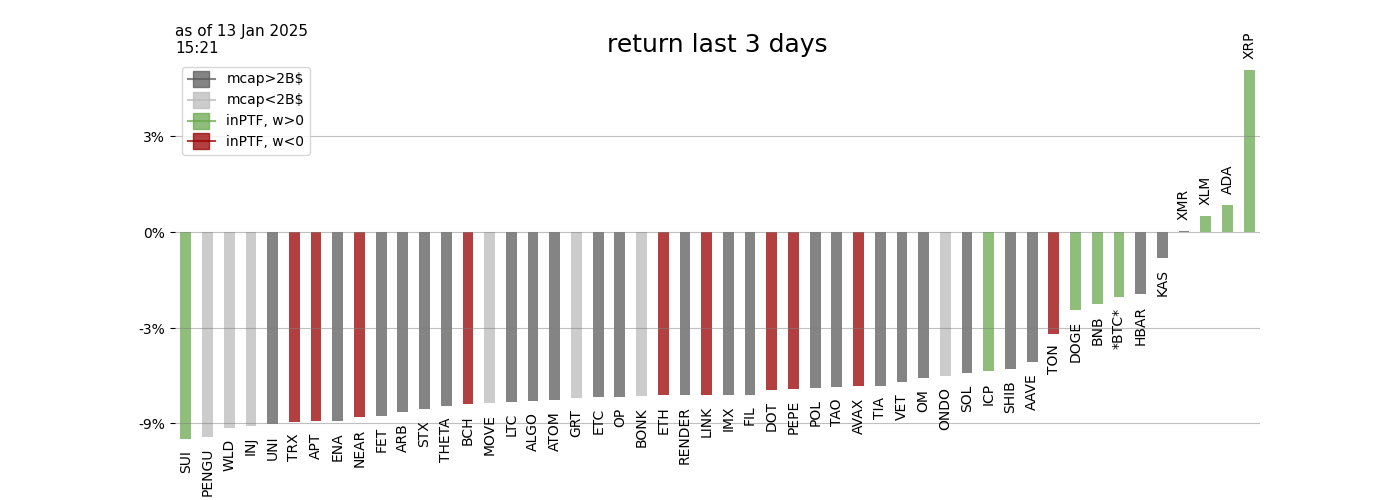 as of 13 Jan 2025
15:21
return last 3 days
mcap>2B$
mcap<2B$
inPTF, w>0
inPTF, w<0
3%
0%
-3%
-9%
SUI
PENGU
WLD
INJ
UNI
TRX
APT
ENA
NEAR
FET
ARB
STX
THETA
BCH
MOVE
LTC
ALGO
ATOM
GRT
ETC
OP
BONK
ETH
RENDER
LINK
IMX
FIL
DOT
PEPE
POL
TAO
AVAX
TIA
VET
OM
ONDO
SOL
ICP
SHIB
AAVE
TON
DOGE
BNB
*BTC*
HBAR
KAS
XMR
XLM
ADA
XRP